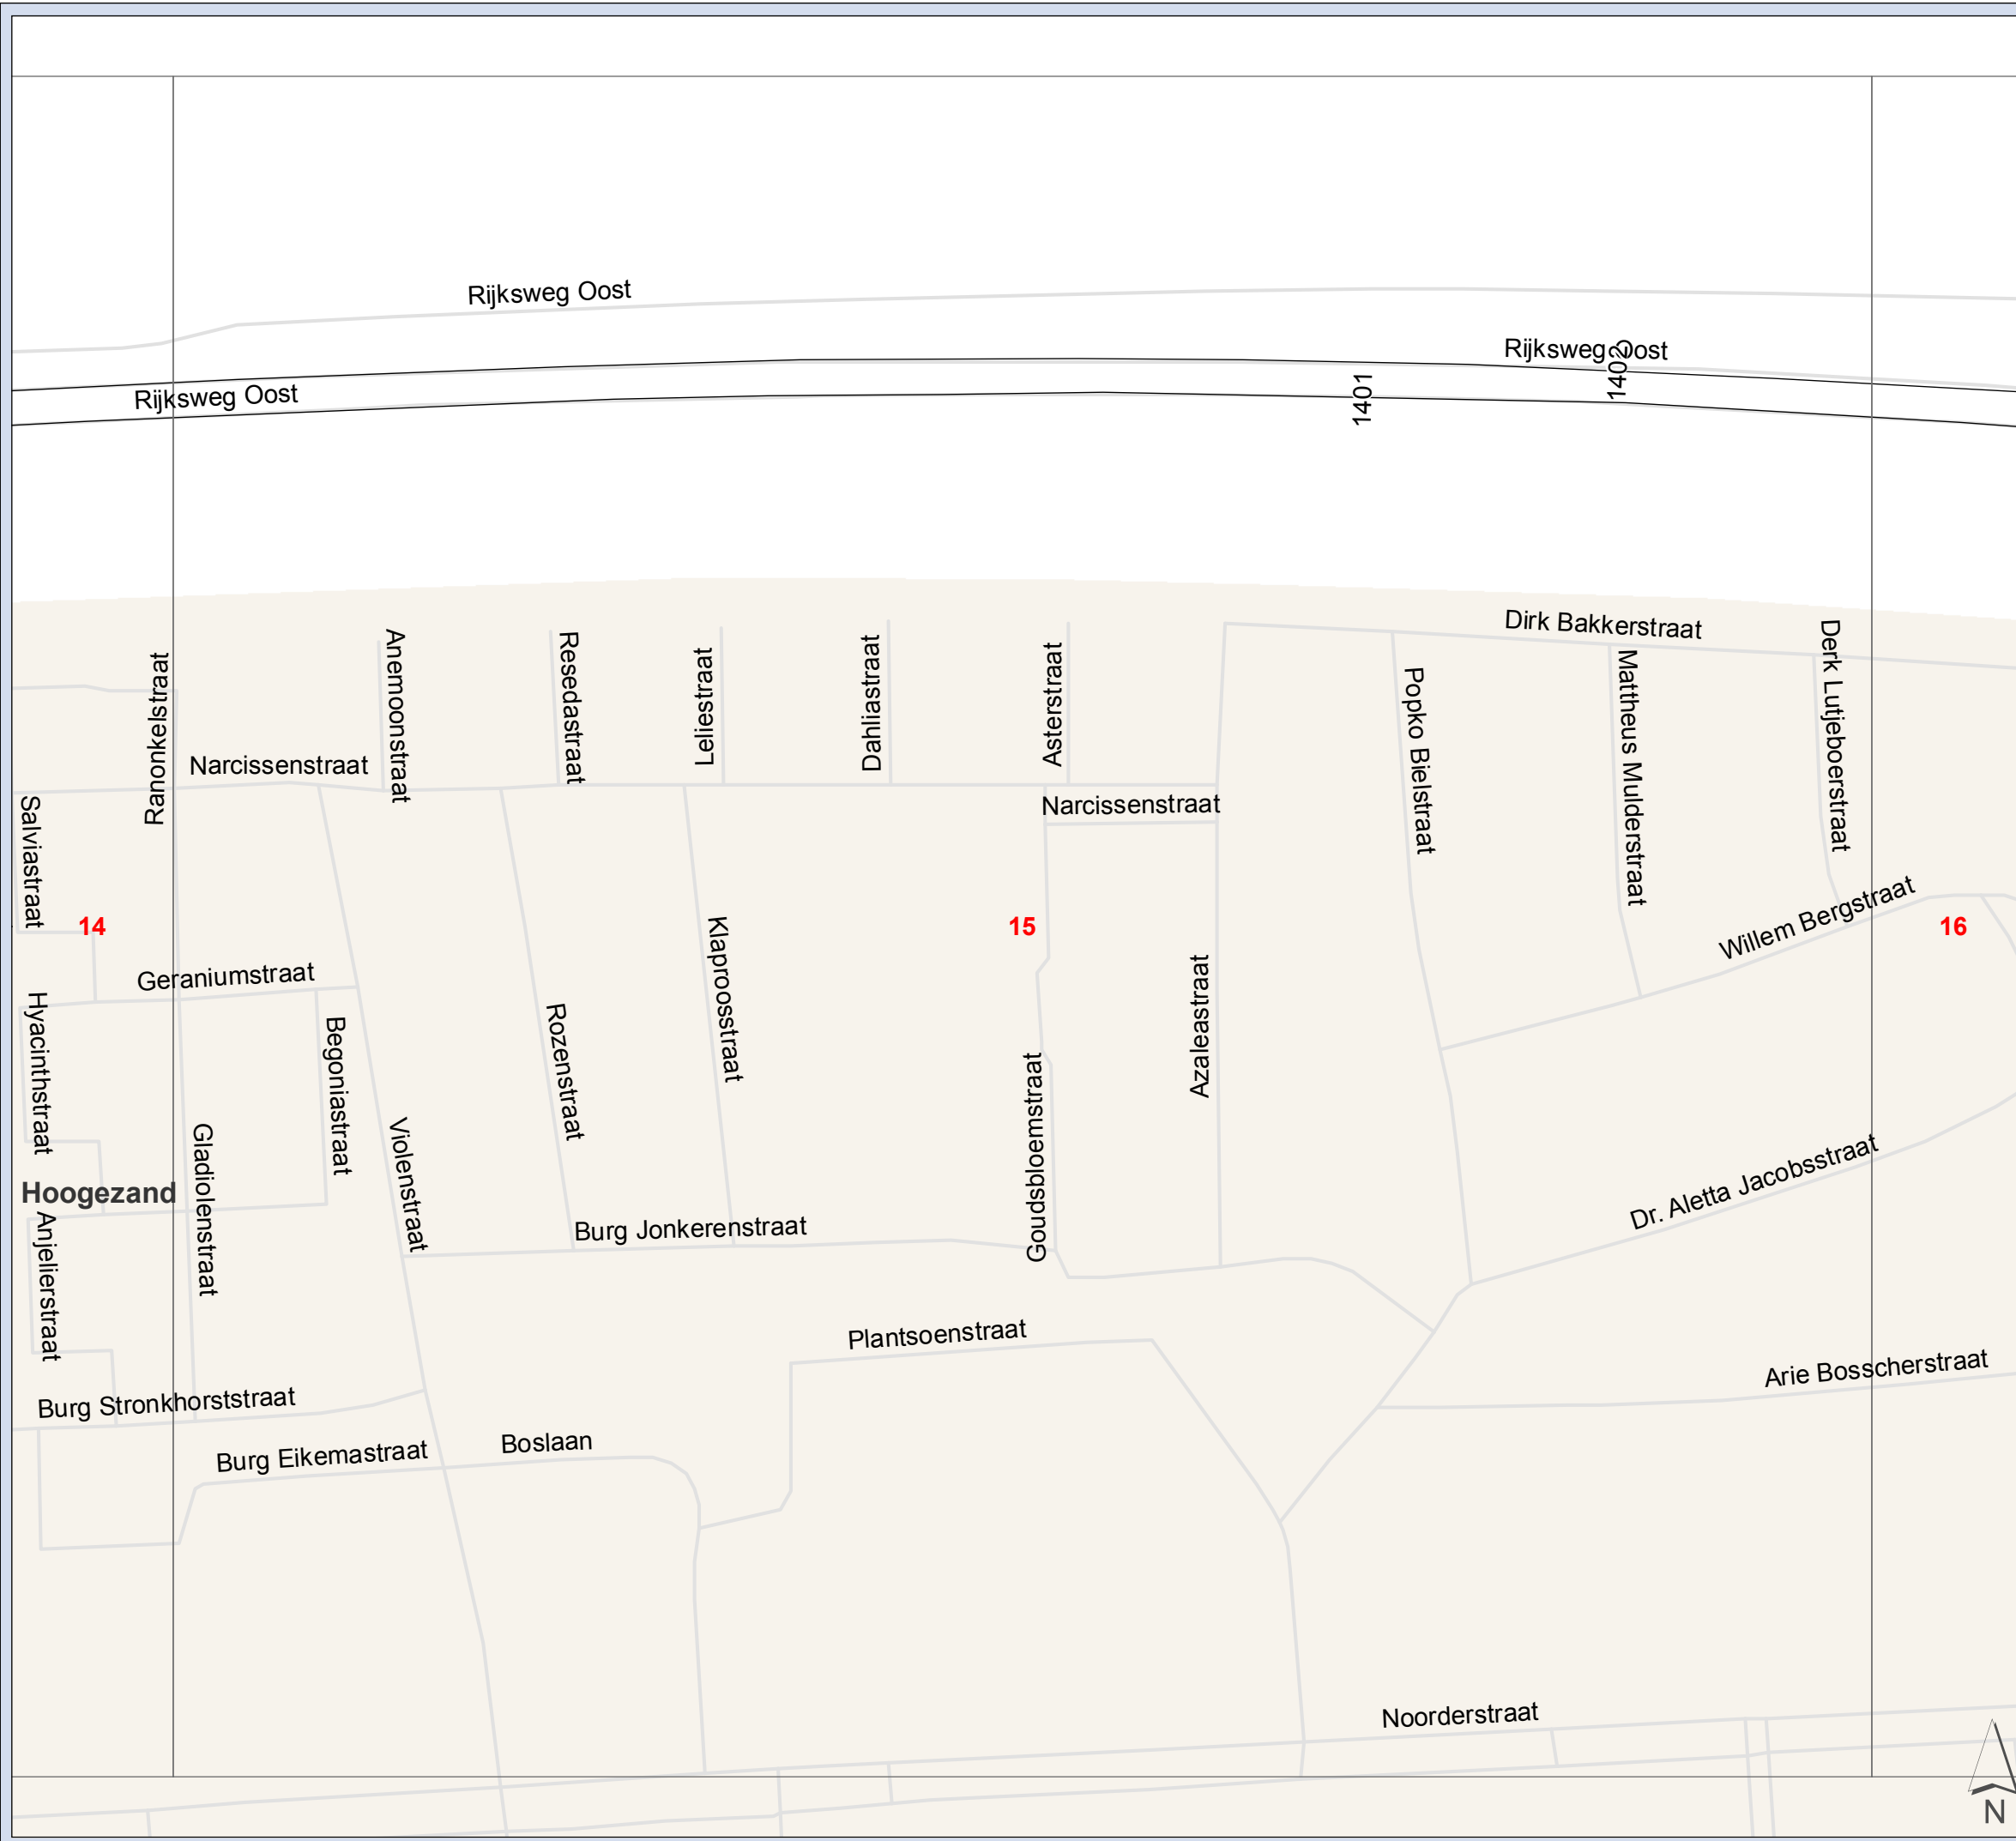 Rijksweg Oost
Rijksweg Oost
1402
Rijksweg Oost
1401
Dirk Bakkerstraat
Ranonkelstraat
Anemoonstraat
Resedastraat
Leliestraat
Dahliastraat
Asterstraat
Popko Bielstraat
Mattheus Mulderstraat
Derk Lutjeboerstraat
Narcissenstraat
Narcissenstraat
Salviastraat
14
15
16
Willem Bergstraat
Geraniumstraat
Klaproosstraat
Azaleastraat
Hyacinthstraat
Begoniastraat
Rozenstraat
Goudsbloemstraat
Gladiolenstraat
Violenstraat
Hoogezand
Dr. Aletta Jacobsstraat
Burg Jonkerenstraat
Anjelierstraat
Plantsoenstraat
Arie Bosscherstraat
Burg Stronkhorststraat
Burg Eikemastraat
Boslaan
Noorderstraat
N